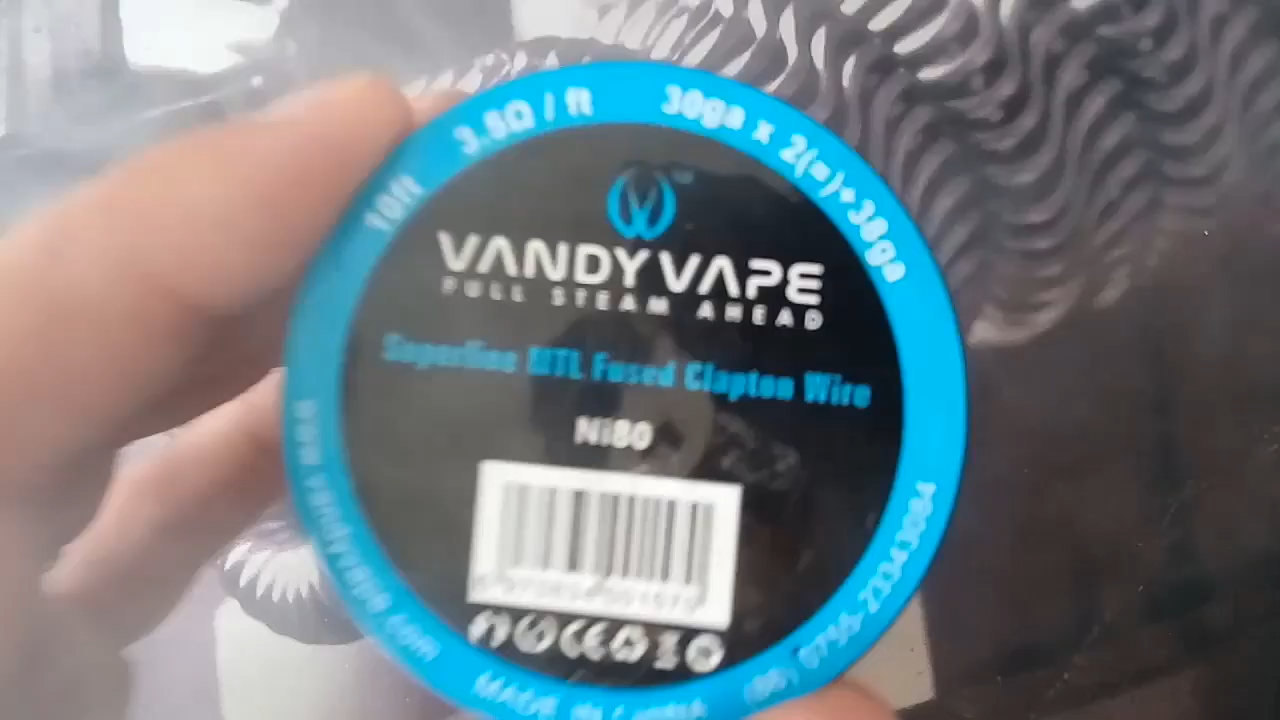 10ft
3.8Ω / ft
30ga x 2(=)+38ga
VANDY VAPE
FULL STEAM AHEAD
Superfine MTL Fused Clapton Wire
Ni80
www.vandyvape.com
MADE IN CHINA